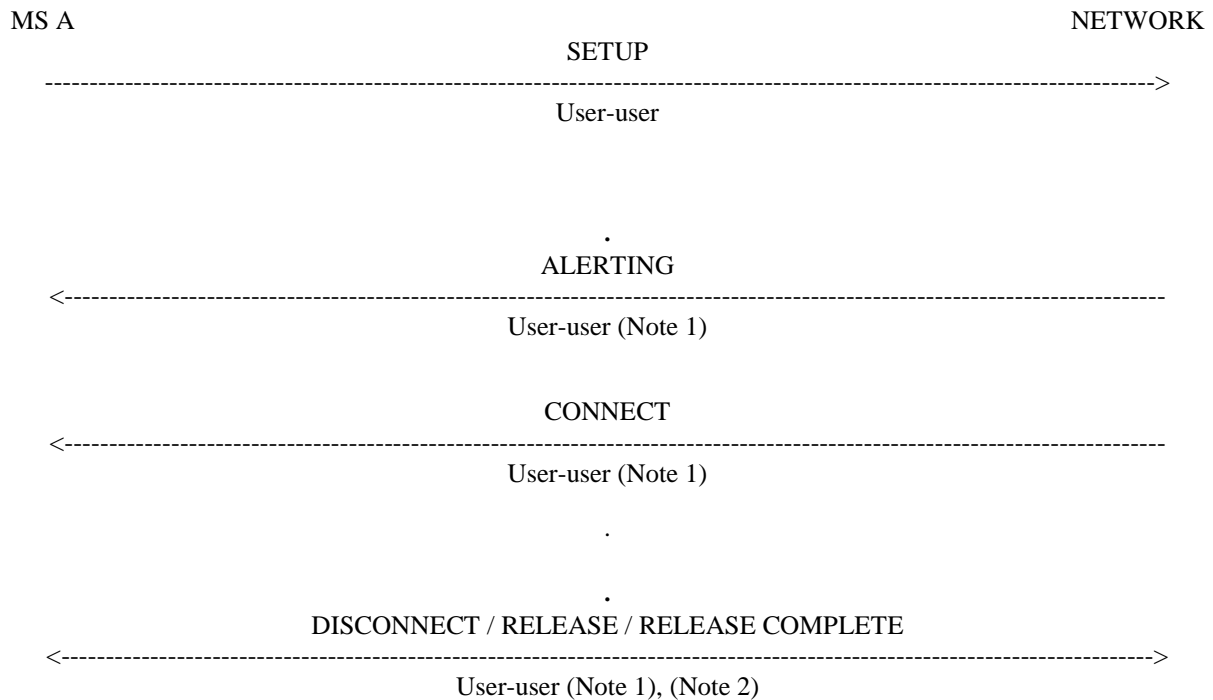 MS A NETWORK
SETUP
------------------------------------------------------------------------------------------------------------------------------>
User-user
.
ALERTING
<-----------------------------------------------------------------------------------------------------------------------------
User-user (Note 1)
CONNECT
<-----------------------------------------------------------------------------------------------------------------------------
User-user (Note 1)
.
.
DISCONNECT / RELEASE / RELEASE COMPLETE
<---------------------------------------------------------------------------------------------------------------------------->
User-user (Note 1), (Note 2)